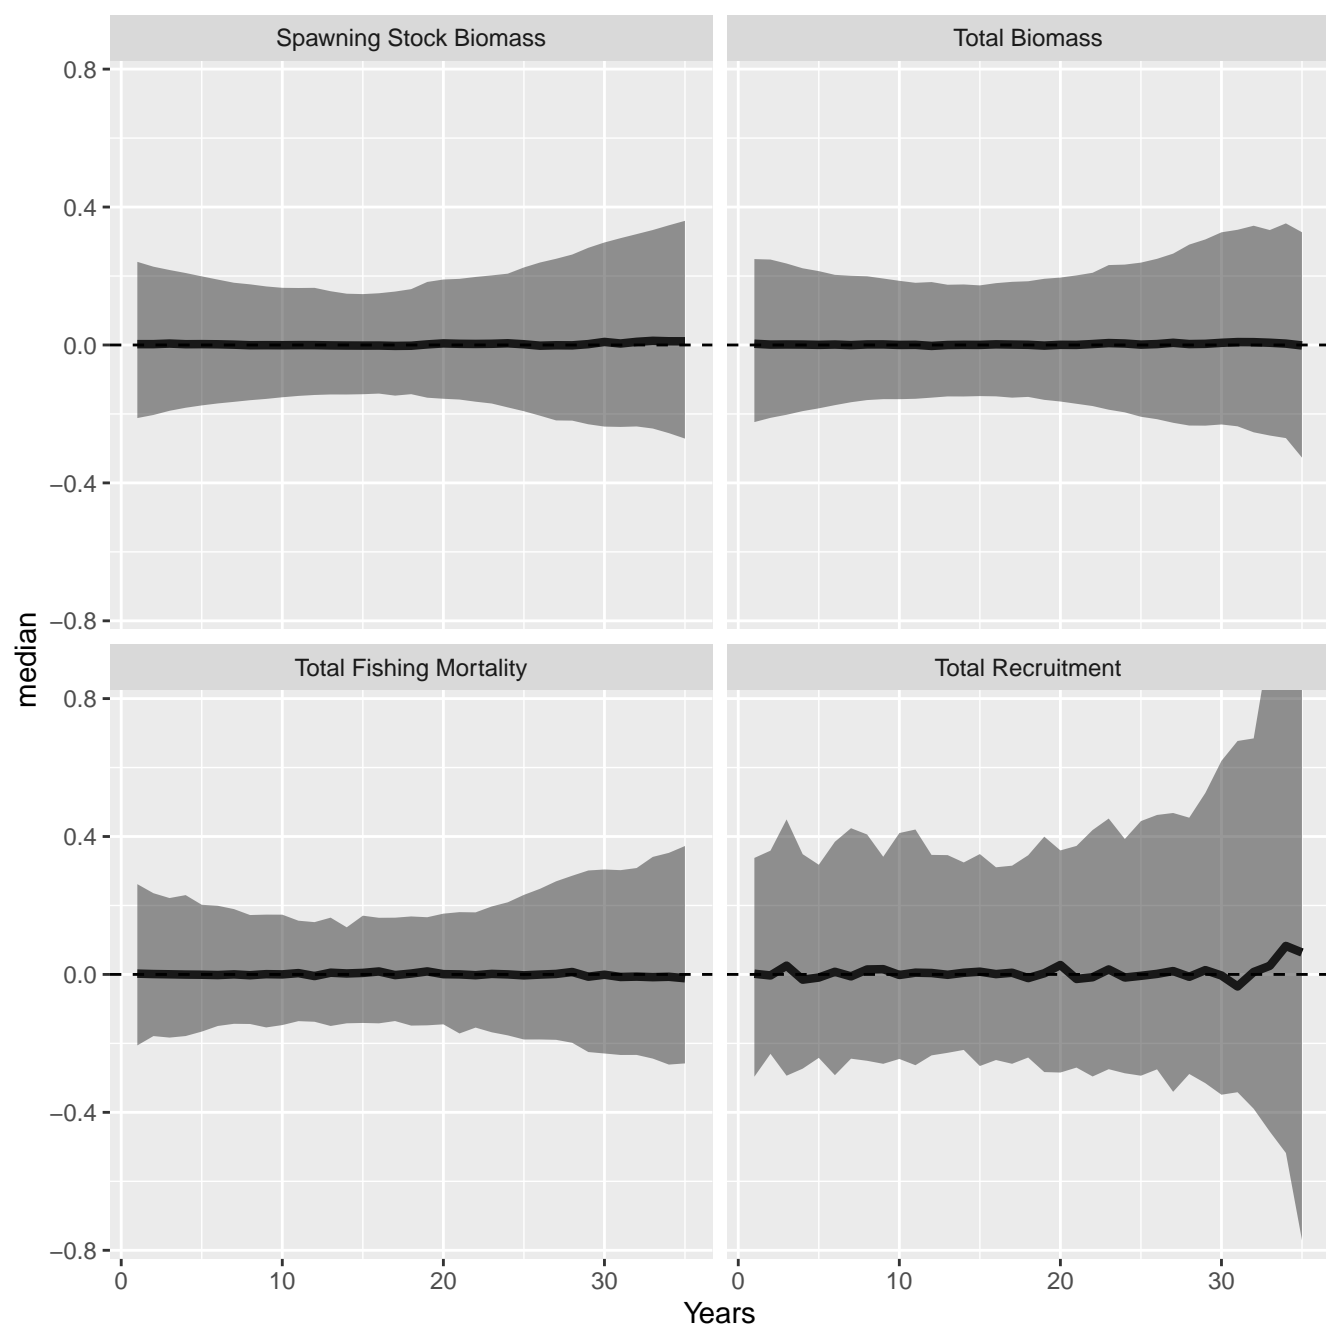 Spawning Stock Biomass
Total Biomass
0.8
0.4
0.0
−0.4
−0.8
median
Total Fishing Mortality
Total Recruitment
0.8
0.4
0.0
−0.4
−0.8
0 10 20 30
0 10 20 30
Years